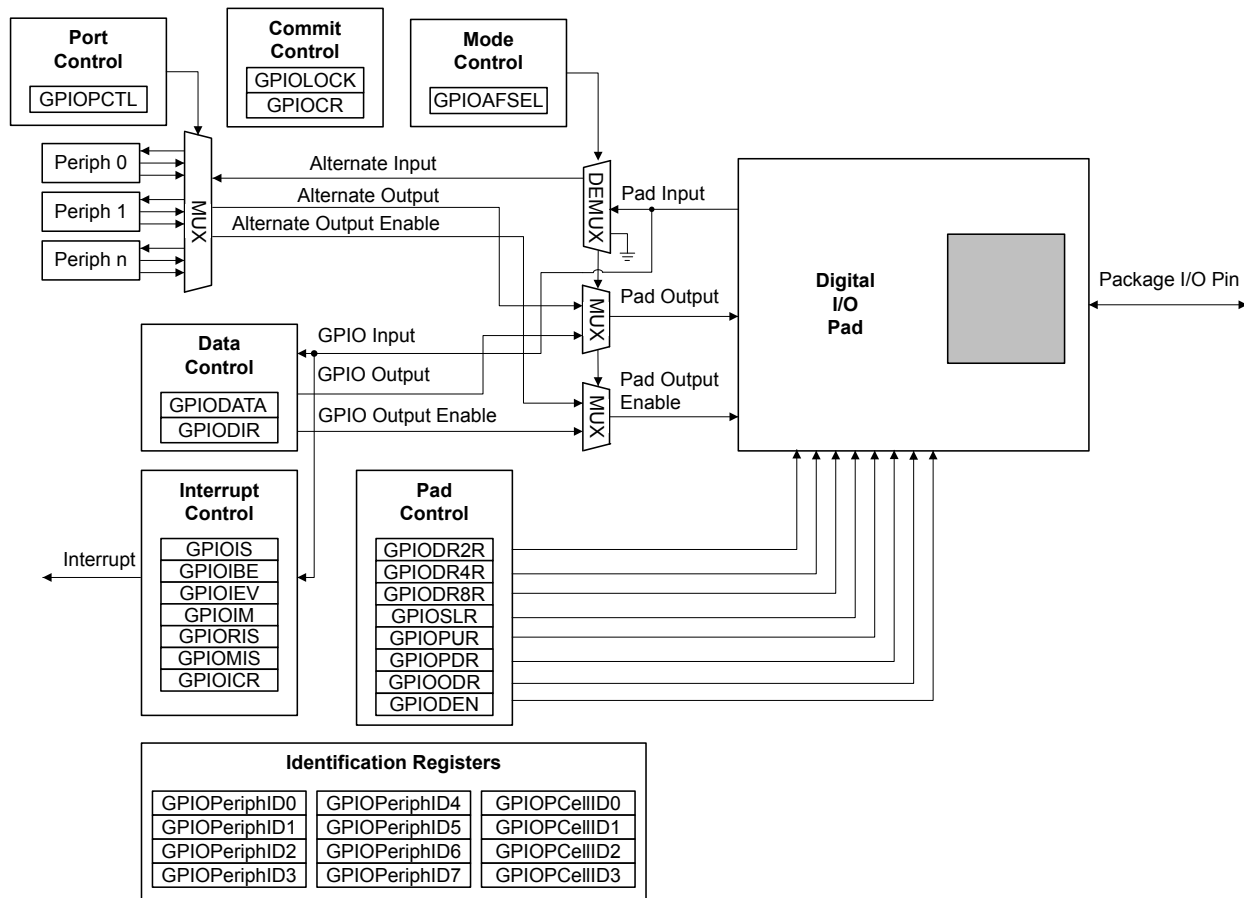 Port
Control
GPIOPCTL
Commit
Control
GPIOLOCK
GPIOCR
Mode
Control
GPIOAFSEL
Periph 0
Periph 1
Periph n
MUX
Alternate Input
Alternate Output
Alternate Output Enable
DEMUX
Pad Input
MUX
Pad Output
MUX
Pad Output
Enable
Digital
I/O
Pad
Package I/O Pin
Data
Control
GPIODATA
GPIODIR
GPIO Input
GPIO Output
GPIO Output Enable
Interrupt
Control
GPIOIS
GPIOIBE
GPIOIEV
GPIOIM
GPIORIS
GPIOMIS
GPIOICR
Interrupt
Pad
Control
GPIODR2R
GPIODR4R
GPIODR8R
GPIOSLR
GPIOPUR
GPIOPDR
GPIOODR
GPIODEN
Identification Registers
GPIOPeriphID0
GPIOPeriphID1
GPIOPeriphID2
GPIOPeriphID3
GPIOPeriphID4
GPIOPeriphID5
GPIOPeriphID6
GPIOPeriphID7
GPIOPCellID0
GPIOPCellID1
GPIOPCellID2
GPIOPCellID3